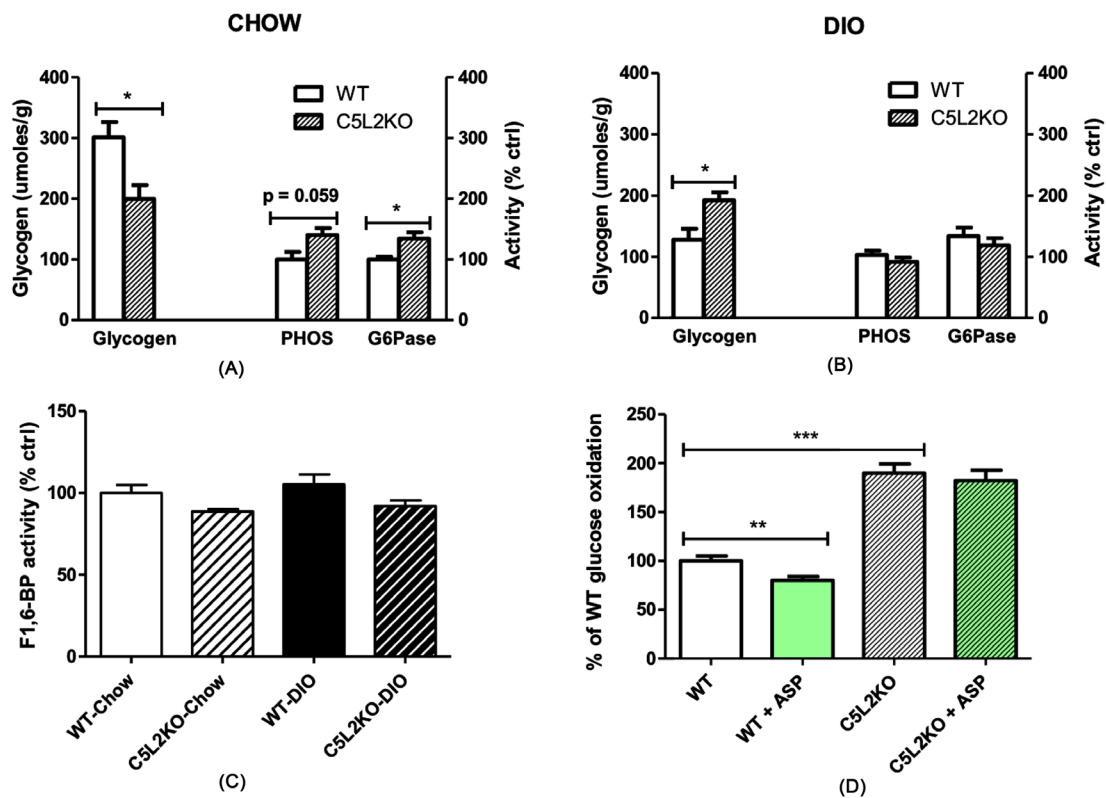 CHOW
DIO
400
300
200
100
0
Glycogen (umoles/g)
*
WT
C5L2KO
p = 0.059
*
400
300
200
100
0
Activity (% ctrl)
Glycogen
PHOS
G6Pase
(A)
400
300
200
100
0
Glycogen (umoles/g)
*
WT
C5L2KO
400
300
200
100
0
Activity (% ctrl)
Glycogen
PHOS
G6Pase
(B)
150
100
50
0
F1,6-BP activity (% ctrl)
WT-Chow
C5L2KO-Chow
WT-DIO
C5L2KO-DIO
(C)
250
200
150
100
50
0
% of WT glucose oxidation
***
**
WT
WT + ASP
C5L2KO
C5L2KO + ASP
(D)